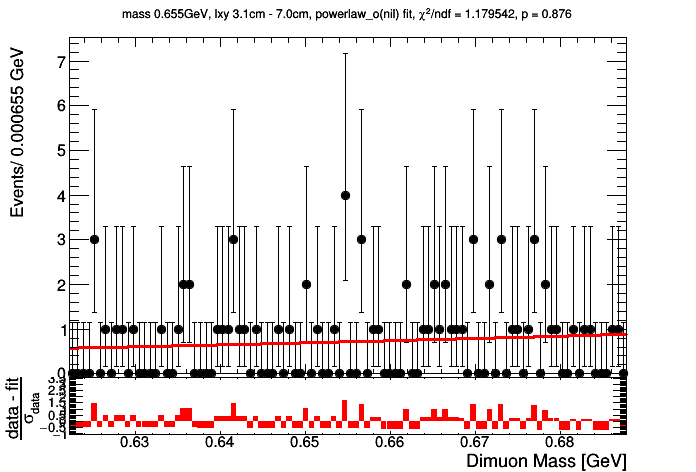 mass 0.655GeV, lxy 3.1cm - 7.0cm, powerlaw_o(nil) fit, χ²/ndf = 1.179542, p = 0.876
Events/ 0.000655 GeV
7
6
5
4
3
2
1
0
data - fit
σdata
0.63 0.64 0.65 0.66 0.67 0.68
Dimuon Mass [GeV]